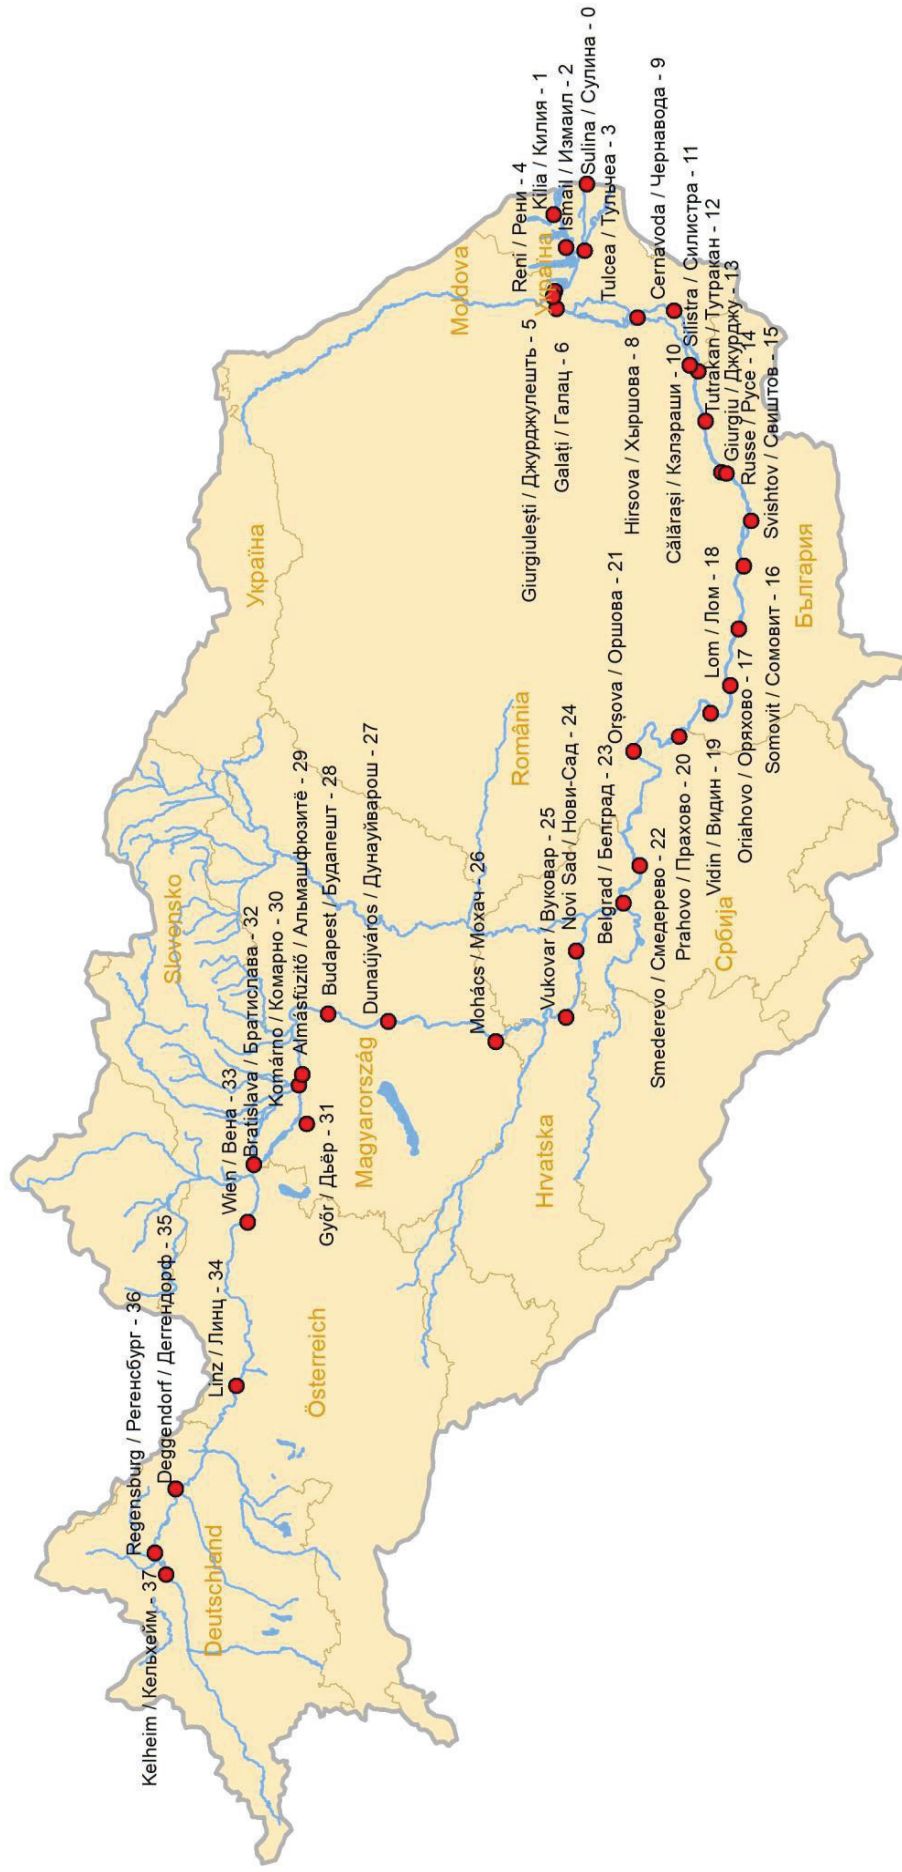 Kelheim / Кельхейм - 37
Regensburg / Регенсбург - 36
Deggendorf / Деггендорф - 35
Deutschland
Linz / Линц - 34
Österreich
Wien / Вена - 33
Bratislava / Братислава - 32
Győr / Дьёр - 31
Komárno / Комарно - 30
Almásfüzitő / Альмашфюзитё - 29
Slovensko
Budapest / Будапешт - 28
Dunaújváros / Дунауйварош - 27
Magyarország
Mohács / Мохач - 26
Hrvatska
Vukovar / Вуковар - 25
Novi Sad / Нови-Сад - 24
Belgrad / Белград - 23
Smederevo / Смедерево - 22
Србија
Orșova / Оршова - 21
Prahovo / Прахово - 20
Vidin / Видин - 19
Lom / Лом - 18
Oriahovo / Оряхово - 17
Somovit / Сомовит - 16
România
Україна
България
Svishtov / Свиштов - 15
Russe / Русе - 14
Giurgiu / Джурджу - 13
Tutrakan / Тутракан - 12
Silistra / Силистра - 11
Călărași / Кэлэраши - 10
Cernavoda / Чернавода - 9
Hirsova / Хыршова - 8
Galați / Галац - 6
Giurgiulești / Джурджулешть - 5
Moldova
Україна
Reni / Рени - 4
Tulcea / Тульчеа - 3
Ismail / Измаил - 2
Kilia / Килия - 1
Sulina / Сулина - 0